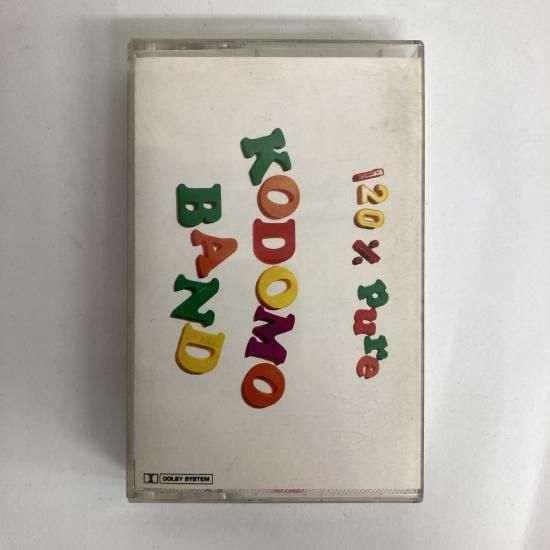 120% Pure
KODOMO
BAND
DOLBY SYSTEM